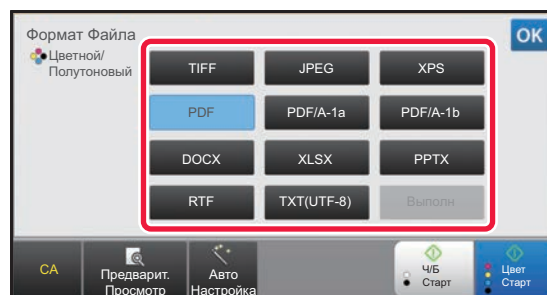 Формат Файла
OK
Цветной/
Полутоновый
TIFF
JPEG
XPS
PDF
PDF/A-1a
PDF/A-1b
DOCX
XLSX
PPTX
RTF
TXT(UTF-8)
Выполн
CA
Предварит.
Просмотр
Авто
Настройка
Ч/Б
Старт
Цвет
Старт